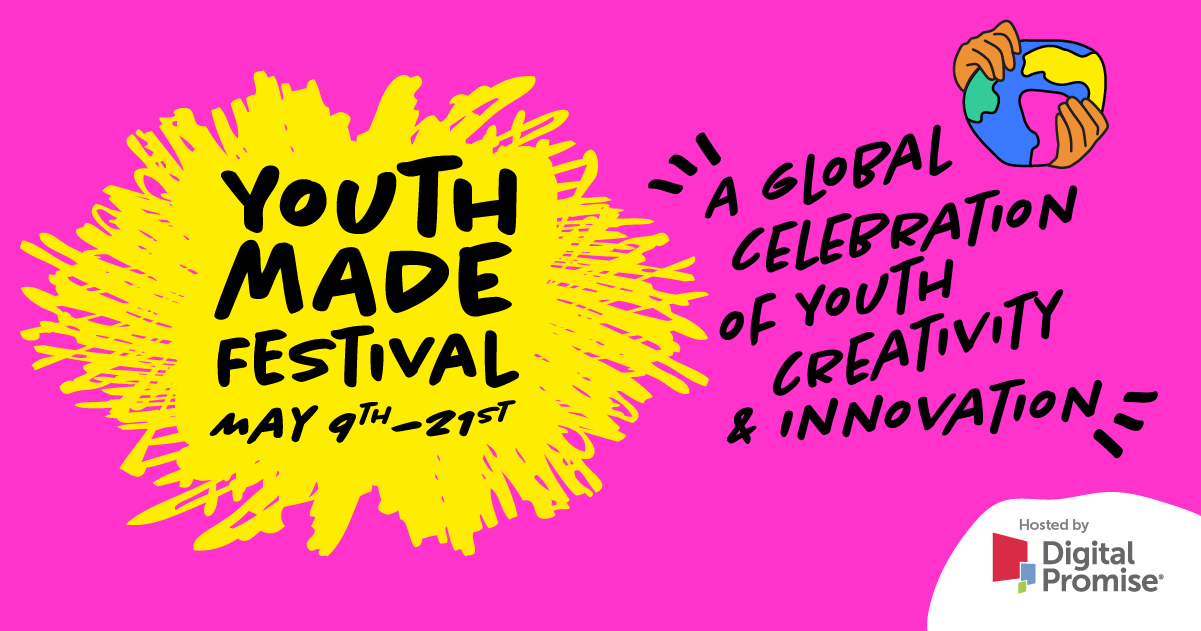 YOUTH
MADE
FESTIVAL
MAY 9TH–21ST
A GLOBAL
CELEBRATION
OF YOUTH
CREATIVITY
& INNOVATION
Hosted by
Digital
Promise®